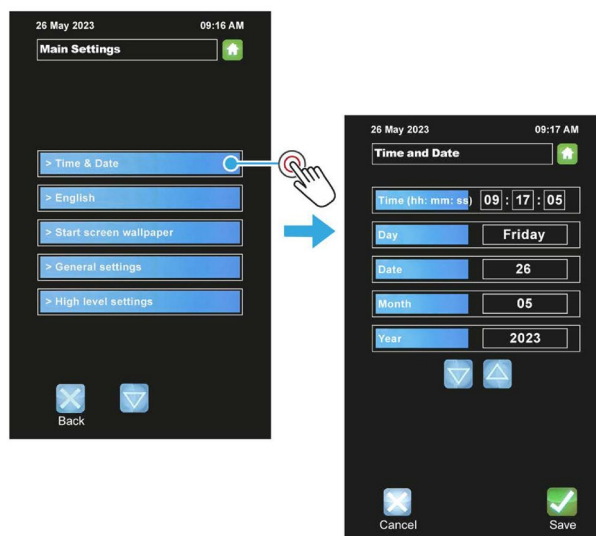 26 May 2023 09:16 AM
Main Settings
> Time & Date
> English
> Start screen wallpaper
> General settings
> High level settings
Back
26 May 2023 09:17 AM
Time and Date
Time (hh: mm: ss) 09 : 17 : 05
Day Friday
Date 26
Month 05
Year 2023
Cancel Save